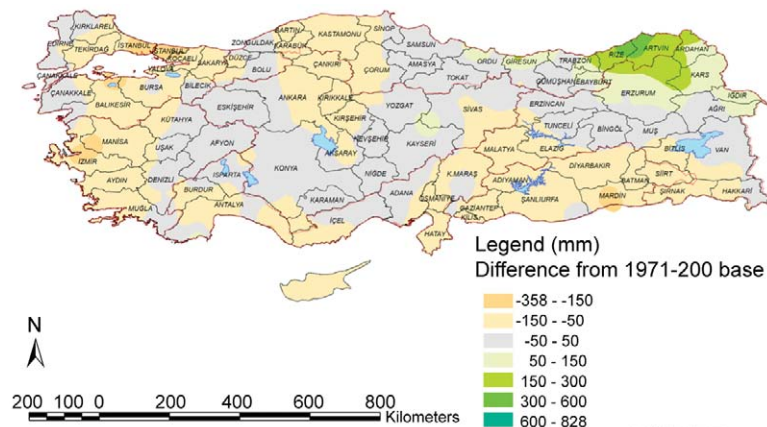 KIRKLARELİ
EDİRNE
TEKİRDAĞ
İSTANBUL
İSTANBUL
KOCAELİ
YALOVA
SAKARYA
DÜZCE
ZONGULDAK
BARTIN
KARABÜK
KASTAMONU
SİNOP
SAMSUN
ORDU
GİRESUN
TRABZON
RİZE
ARTVİN
ARDAHAN
KARS
IĞDIR
ÇANAKKALE
ÇANAKKALE
BURSA
BİLECİK
BOLU
ÇANKIRI
ÇORUM
AMASYA
TOKAT
GÜMÜŞHANE
BAYBURT
ERZURUM
AĞRI
BALIKESİR
KÜTAHYA
ESKİŞEHİR
ANKARA
KIRIKKALE
KIRŞEHİR
YOZGAT
SİVAS
ERZİNCAN
TUNCELİ
BİNGÖL
MUŞ
MANİSA
UŞAK
AFYON
KONYA
AKSARAY
NEVŞEHİR
KAYSERİ
MALATYA
ELAZIĞ
BİTLİS
VAN
İZMİR
AYDIN
DENİZLİ
ISPARTA
BURDUR
NİĞDE
ADANA
K.MARAŞ
ADIYAMAN
DİYARBAKIR
BATMAN
SİİRT
ŞIRNAK
HAKKARİ
MUĞLA
ANTALYA
KARAMAN
İÇEL
OSMANİYE
GAZİANTEP
KİLİS
ŞANLIURFA
MARDİN
HATAY
Legend (mm)
Difference from 1971-200 base
-358 - -150
-150 - -50
-50 - 50
50 - 150
150 - 300
300 - 600
600 - 828
N
200 100 0 200 400 600 800
Kilometers